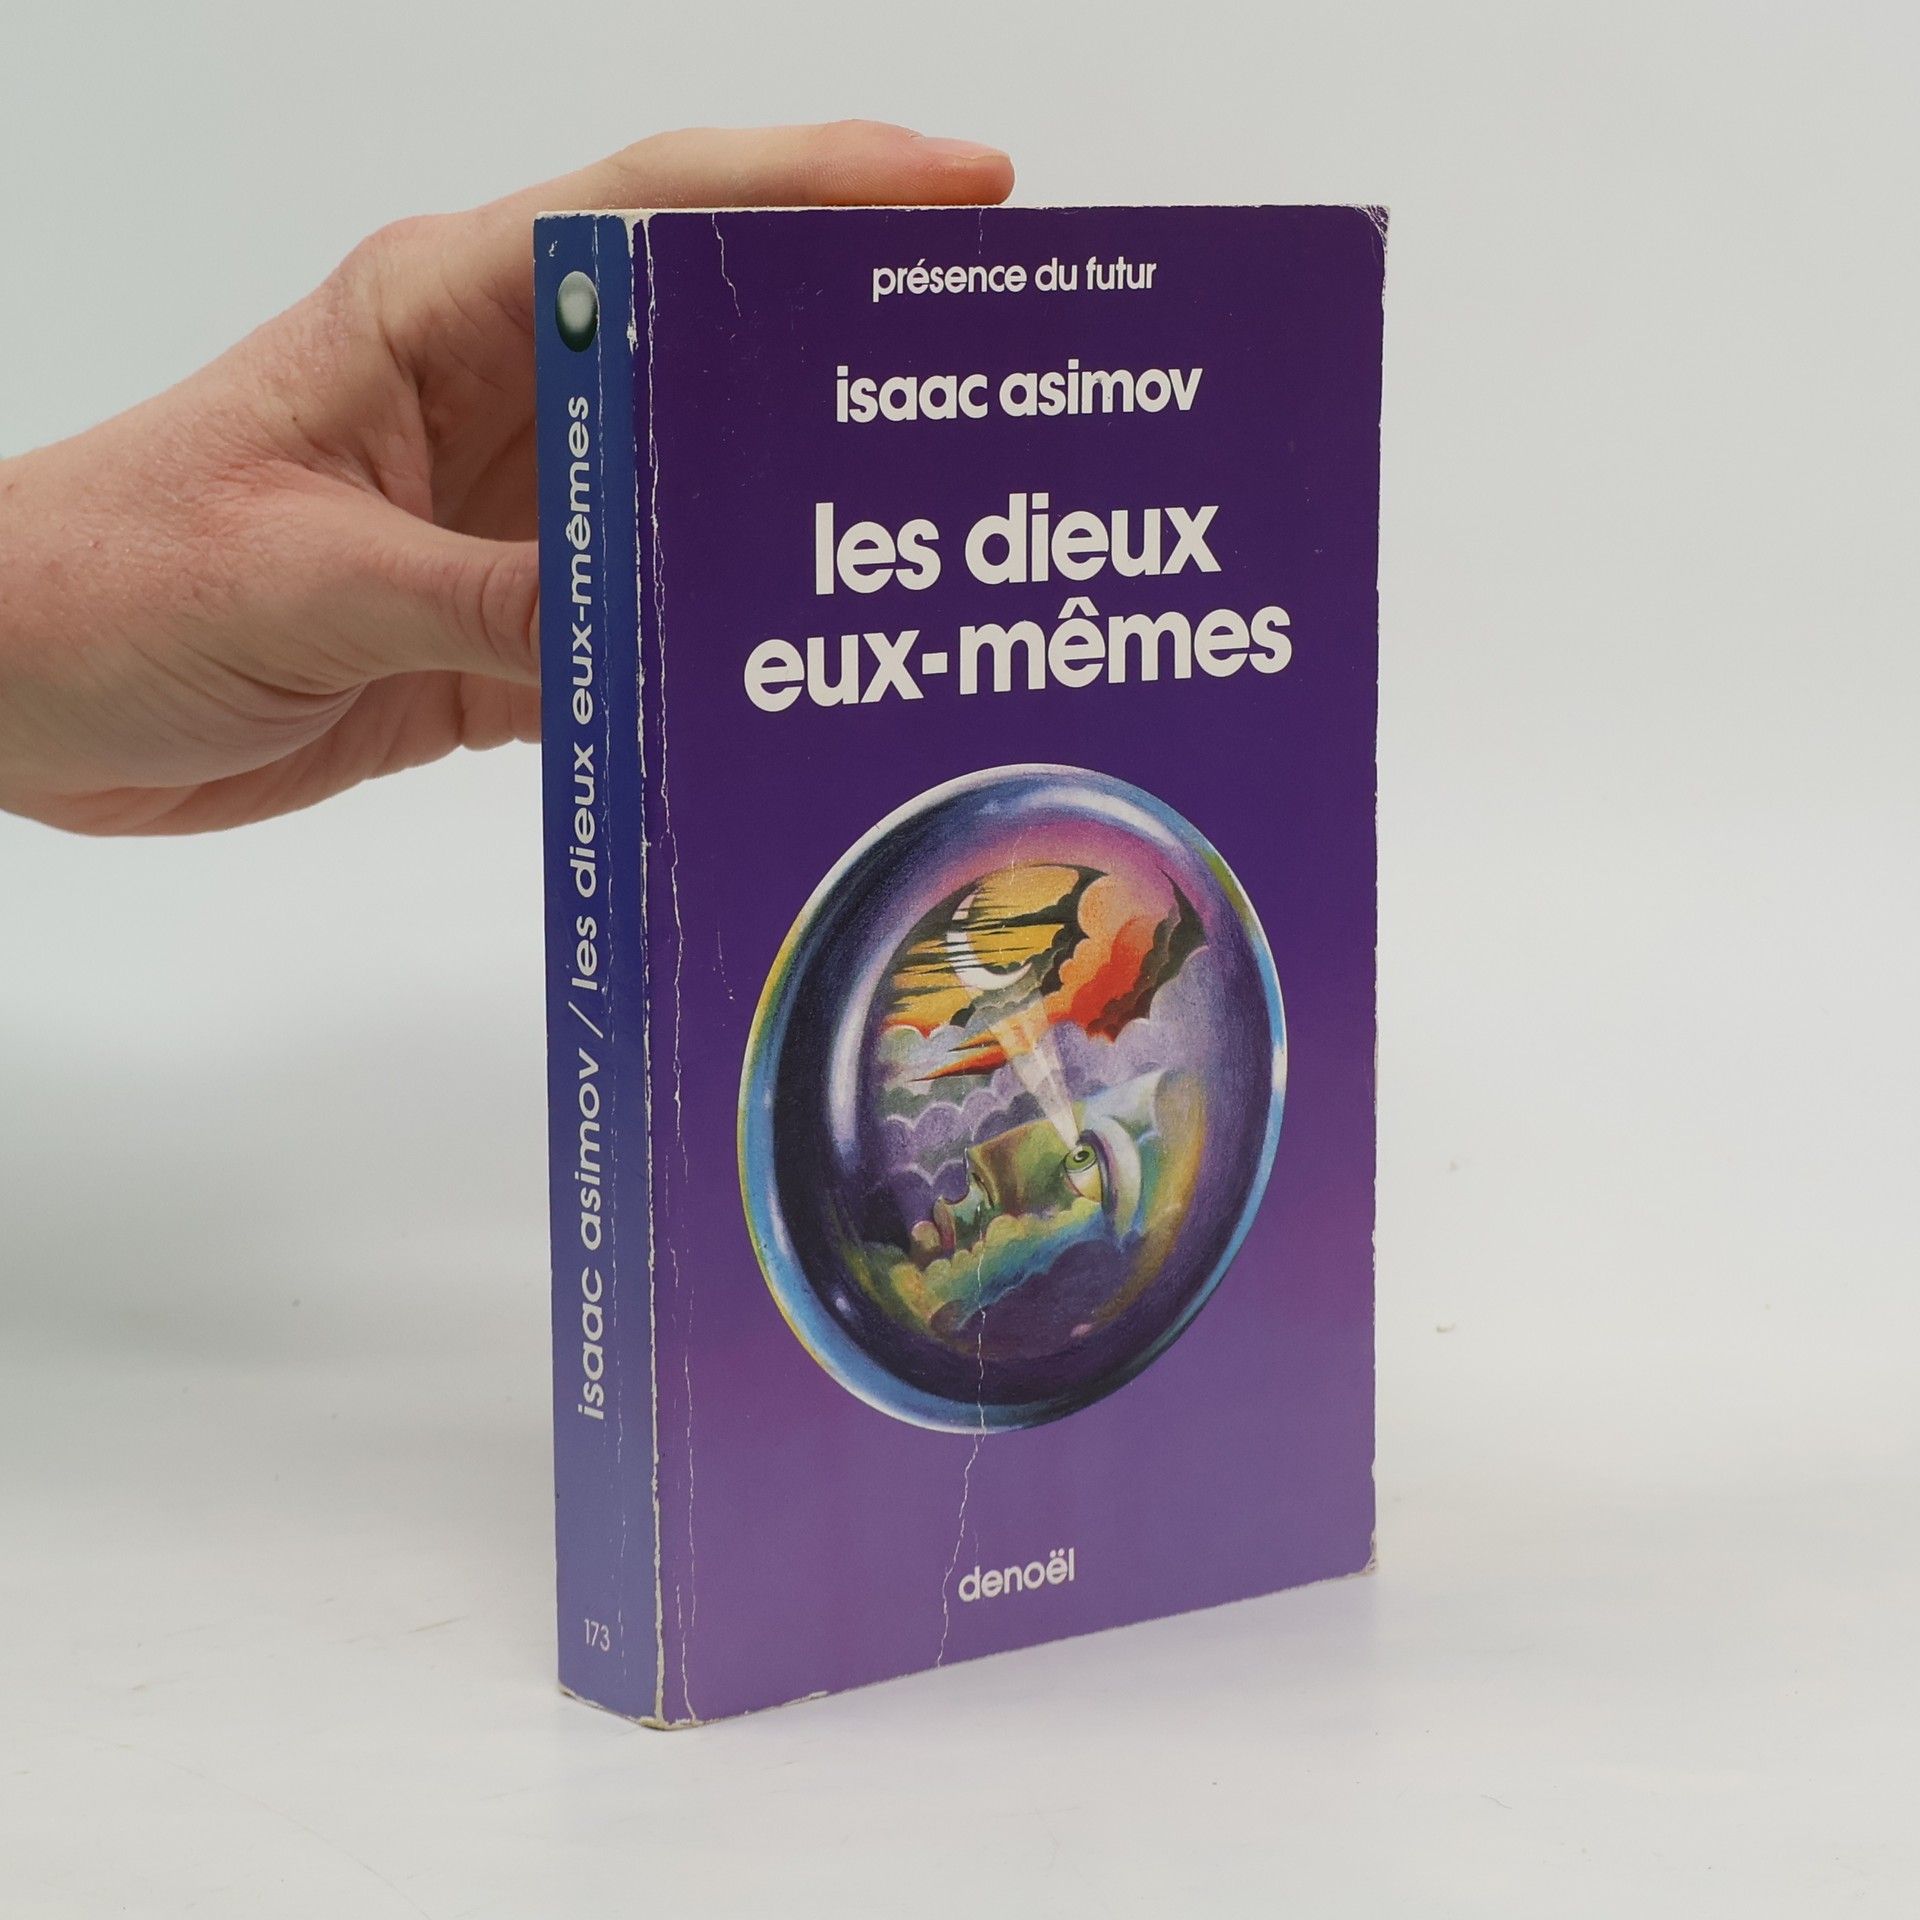 présence du futur
isaac asimov
les dieux
eux-mêmes
denoël
isaac asimov / les dieux eux-mêmes
173